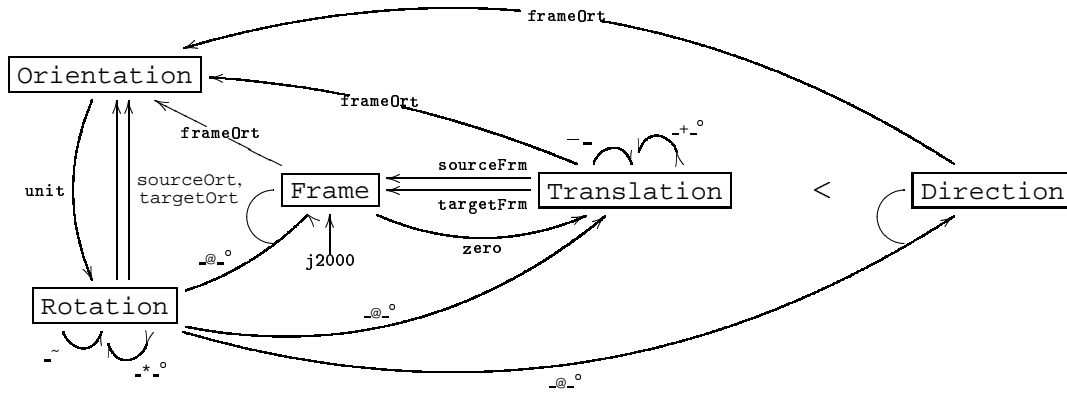 frameOrt
Orientation
frameOrt
frameOrt
_-_
_+_°
sourceFrm
unit
sourceOrt,
targetOrt
Frame
Translation
<
Direction
targetFrm
zero
_@_°
j2000
Rotation
_@_°
_~
_*_°
_@_°